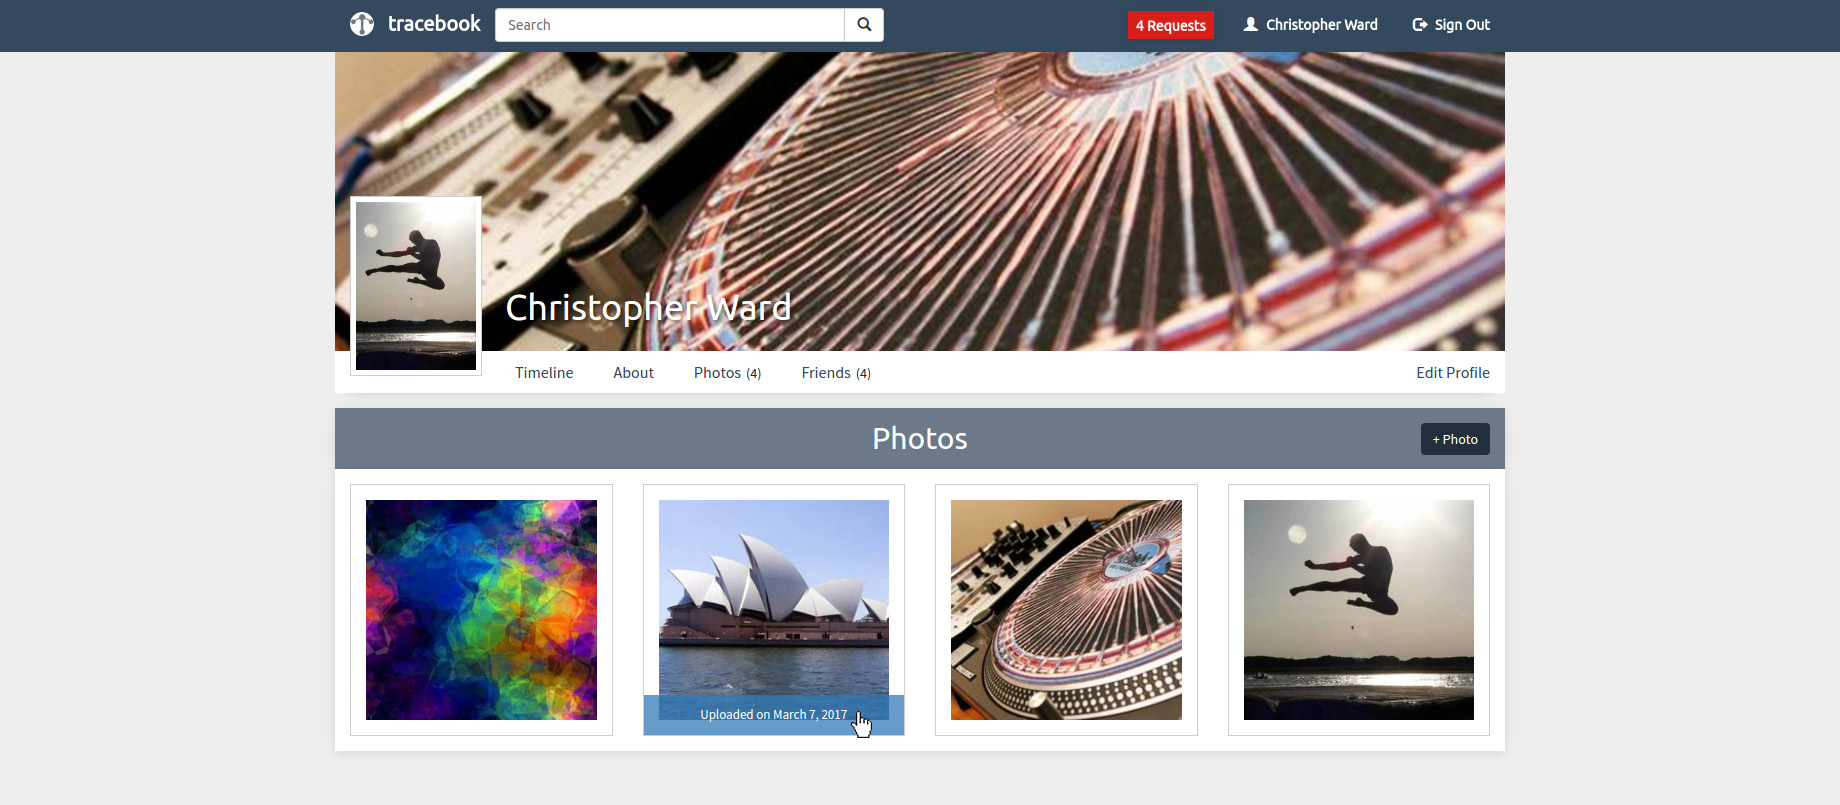 tracebook
Search
4 Requests
Christopher Ward
Sign Out
Christopher Ward
Timeline
About
Photos (4)
Friends (4)
Edit Profile
Photos
+ Photo
Uploaded on March 7, 2017